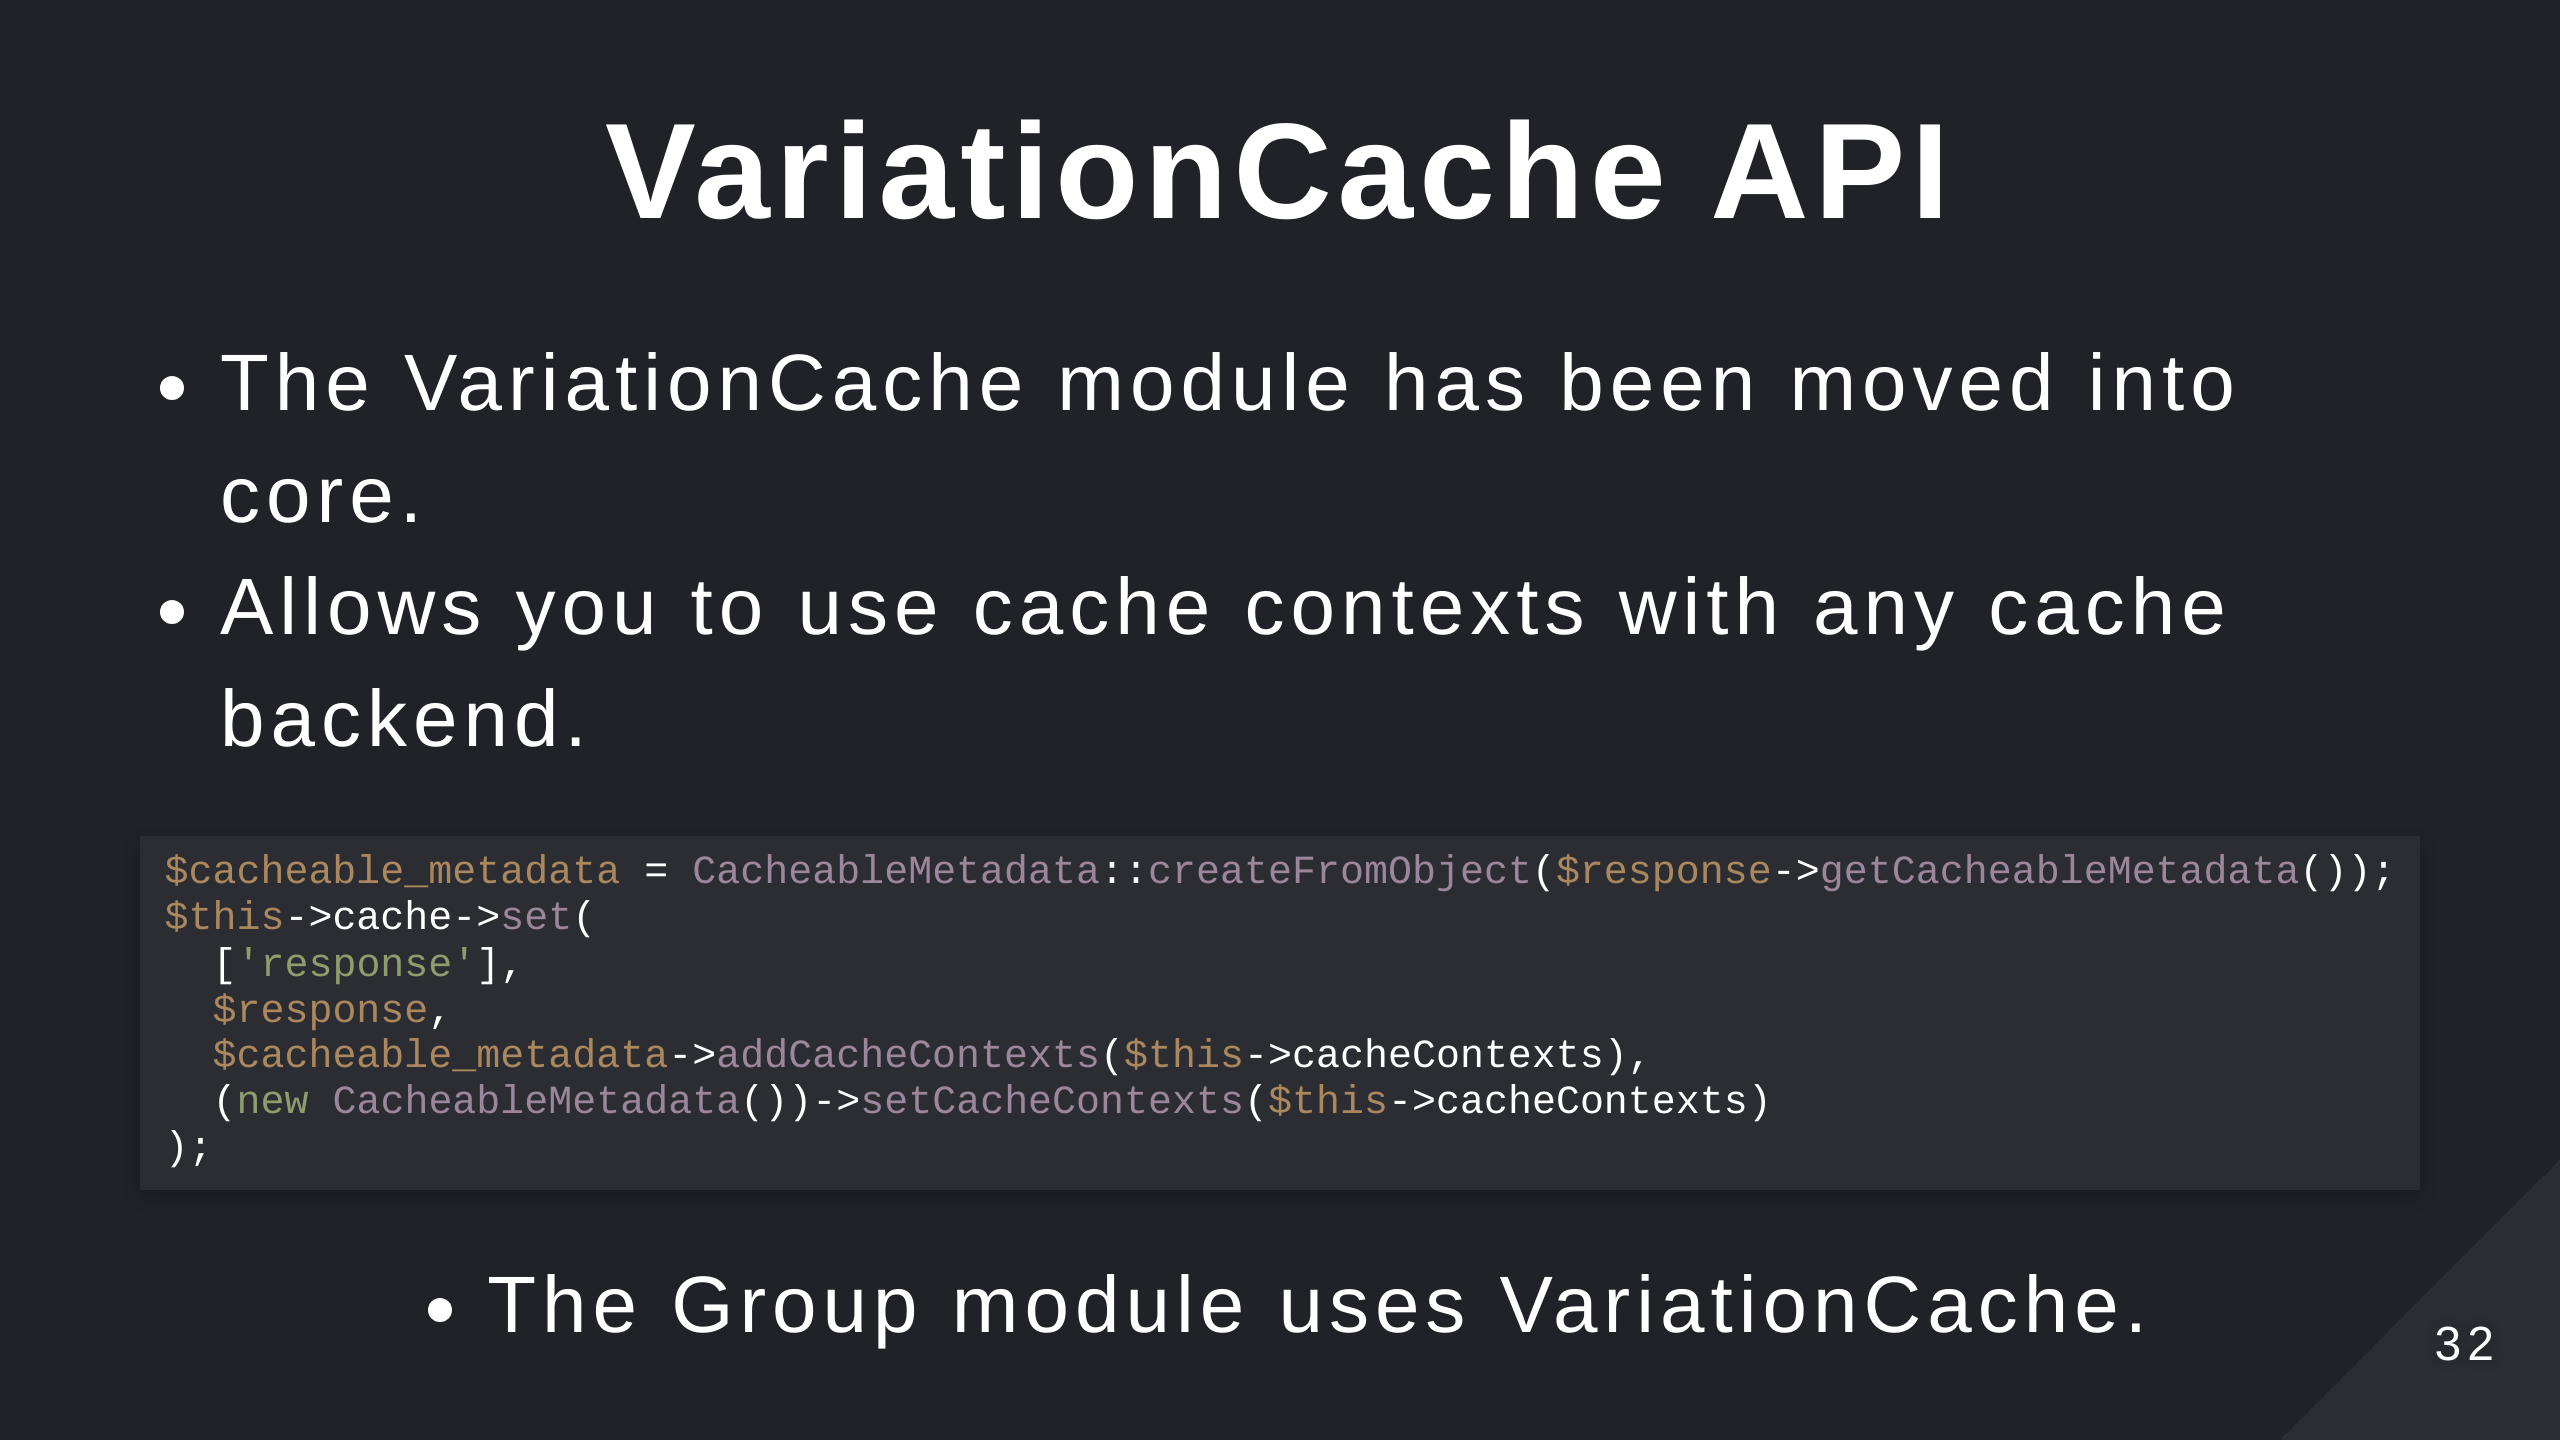 VariationCache API
• The VariationCache module has been moved into
core.
• Allows you to use cache contexts with any cache
backend.
$cacheable_metadata = CacheableMetadata::createFromObject($response->getCacheableMetadata());
$this->cache->set(
  ['response'],
  $response,
  $cacheable_metadata->addCacheContexts($this->cacheContexts),
  (new CacheableMetadata())->setCacheContexts($this->cacheContexts)
);
• The Group module uses VariationCache.
32